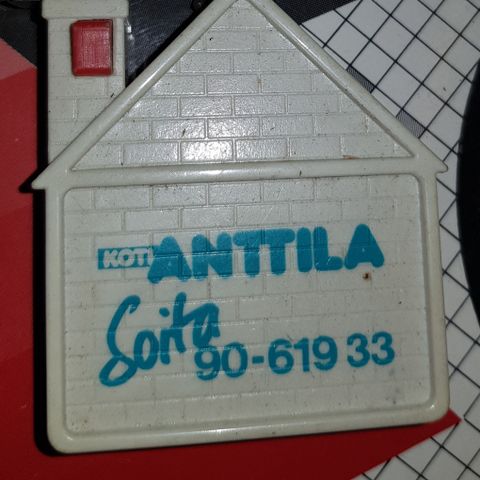 KOTI ANTTILA
Soita
90-619 33